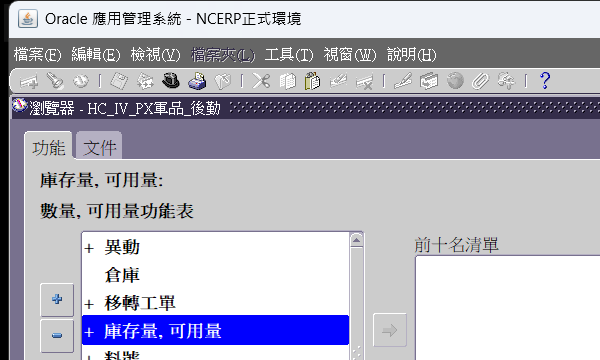 Oracle 應用管理系統 - NCERP正式環境
檔案(F) 編輯(E) 檢視(V) 檔案夾(L) 工具(T) 視窗(W) 說明(H)
瀏覽器 - HC_IV_PX軍品_後勤
功能 文件
庫存量, 可用量:
數量, 可用量功能表
前十名清單
+ 異動
倉庫
+ 移轉工單
+ 庫存量, 可用量
+ 料號